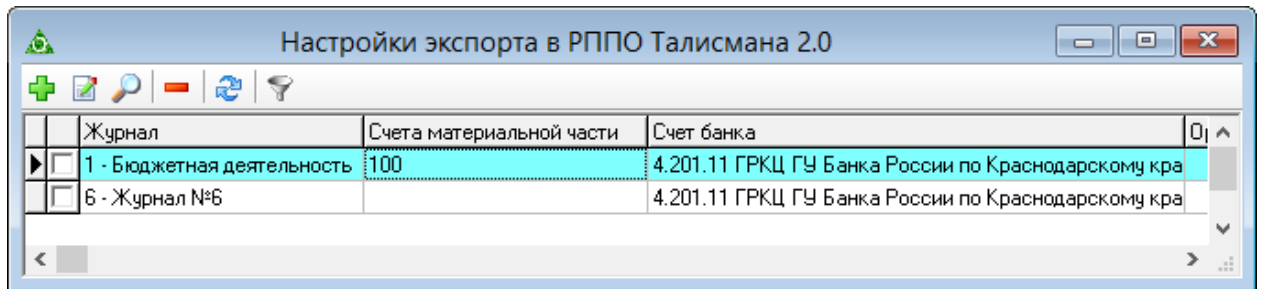 Настройки экспорта в РППО Талисмана 2.0
Журнал Счета материальной части Счет банка
1 - Бюджетная деятельность 100 4.201.11 ГРКЦ ГУ Банка России по Краснодарскому кра
6 - Журнал №6 4.201.11 ГРКЦ ГУ Банка России по Краснодарскому кра